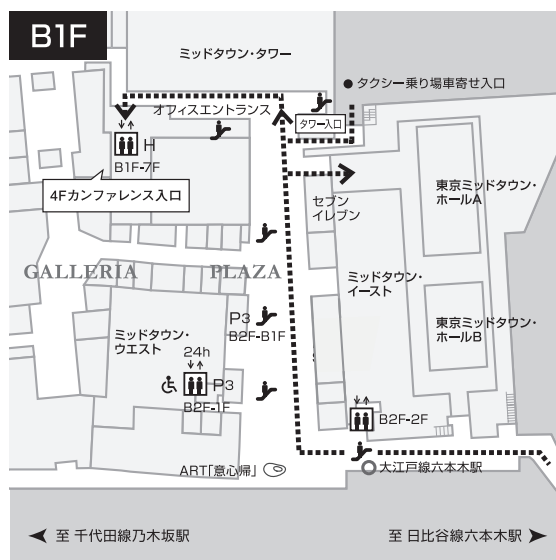 B1F
ミッドタウン・タワー
タクシー乗り場車寄せ入口
オフィスエントランス
タワー入口
H
B1F-7F
4Fカンファレンス入口
セブン
イレブン
東京ミッドタウン・
ホールA
GALLERIA
PLAZA
ミッドタウン・
イースト
P3
B2F-B1F
東京ミッドタウン・
ホールB
ミッドタウン・
ウエスト
24h
P3
B2F-1F
B2F-2F
ART「意心帰」
大江戸線六本木駅
至 千代田線乃木坂駅
至 日比谷線六本木駅